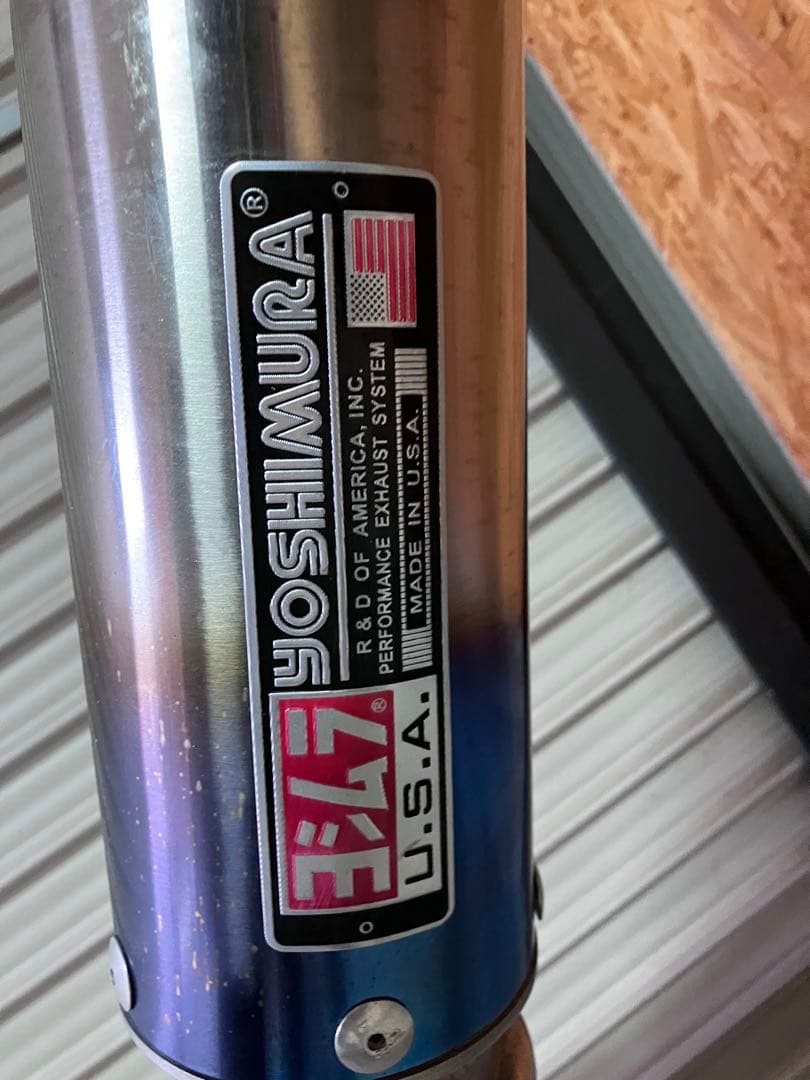 ヨシムラ®
U.S.A.
YOSHIMURA®
R & D OF AMERICA, INC.
PERFORMANCE EXHAUST SYSTEM
MADE IN U.S.A.